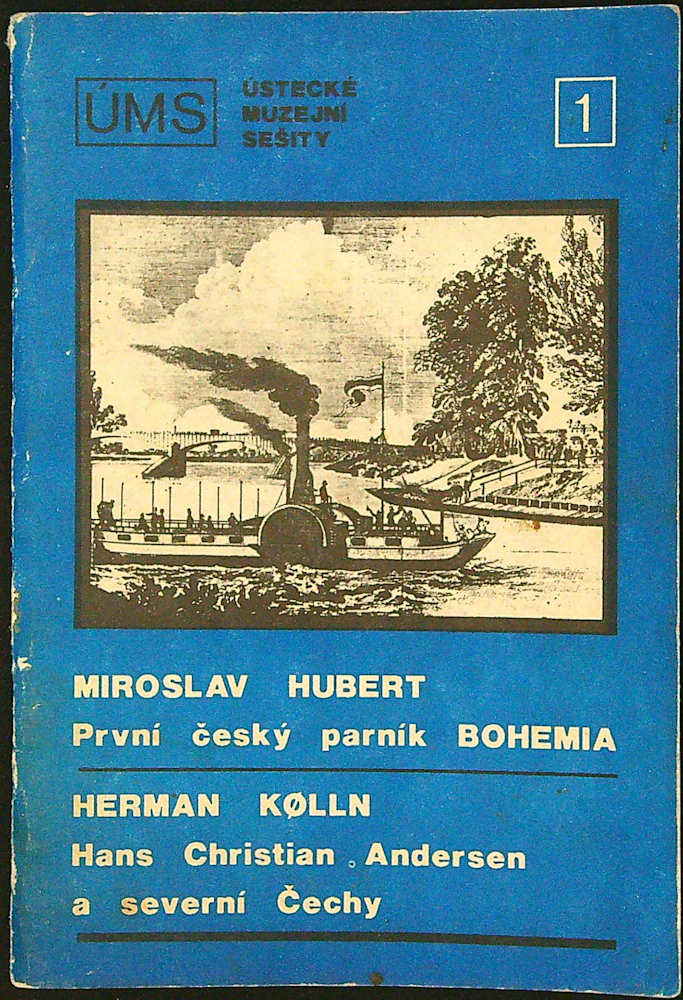 ÚMS
ÚSTECKÉ
MUZEJNÍ
SEŠITY
1
MIROSLAV HUBERT
První český parník BOHEMIA
HERMAN KØLLN
Hans Christian Andersen
a severní Čechy